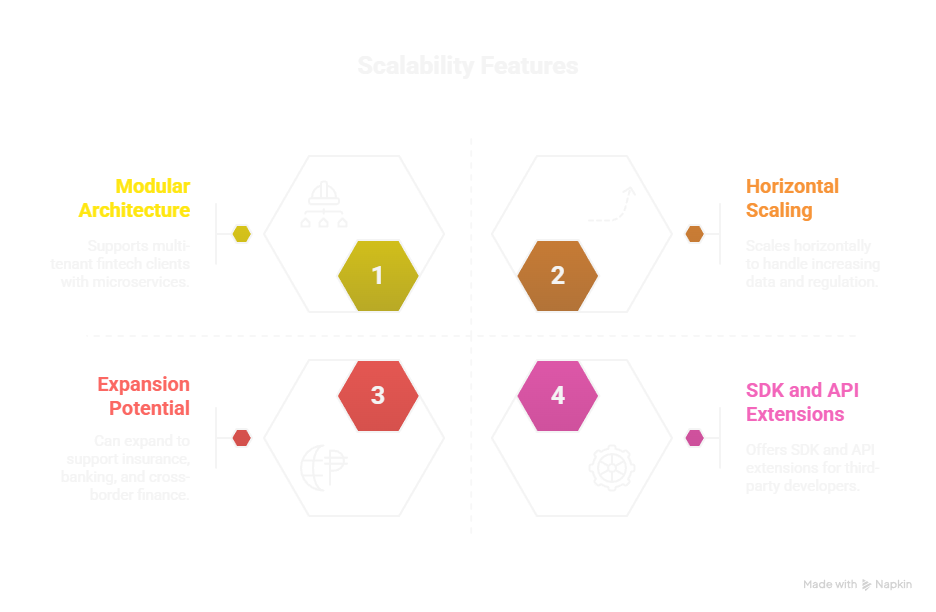 Scalability Features
Modular
Architecture
Supports multi-
tenant fintech clients
with microservices.
1
Horizontal
Scaling
Scales horizontally
to handle increasing
data and regulation.
2
Expansion
Potential
Can expand to
support insurance,
banking, and cross-
border finance.
3
SDK and API
Extensions
Offers SDK and API
extensions for third-
party developers.
4
Made with Napkin